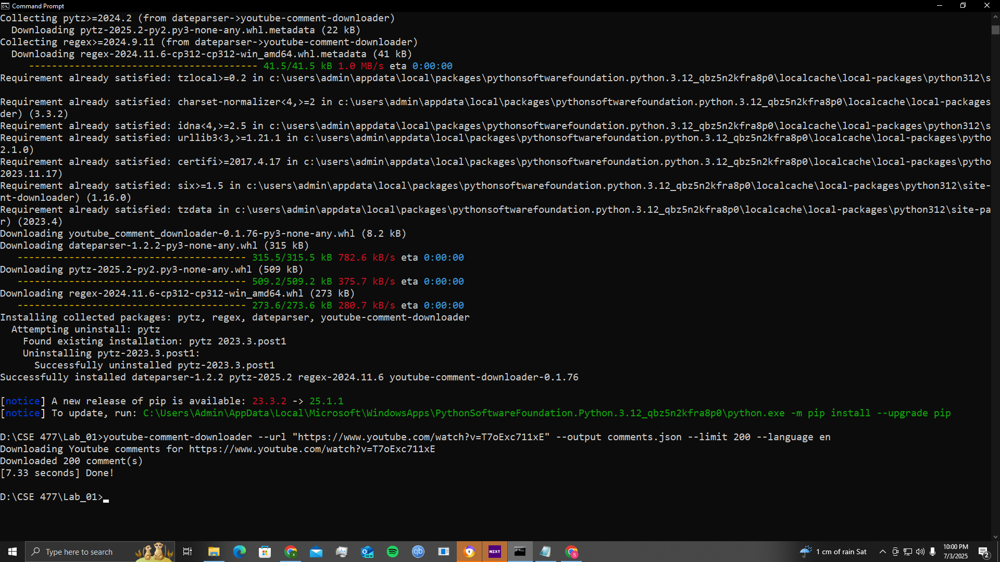 Command Prompt
Collecting pytz>=2024.2 (from dateparser->youtube-comment-downloader)
  Downloading pytz-2025.2-py2.py3-none-any.whl.metadata (22 kB)
Collecting regex>=2024.9.11 (from dateparser->youtube-comment-downloader)
  Downloading regex-2024.11.6-cp312-cp312-win_amd64.whl.metadata (41 kB)
     ---------------------------------------- 41.5/41.5 kB 1.0 MB/s eta 0:00:00
Requirement already satisfied: tzlocal>=0.2 in c:\users\admin\appdata\local\packages\pythonsoftwarefoundation.python.3.12_qbz5n2kfra8p0\localcache\local-packages\python312\s
Requirement already satisfied: charset-normalizer<4,>=2 in c:\users\admin\appdata\local\packages\pythonsoftwarefoundation.python.3.12_qbz5n2kfra8p0\localcache\local-packages
der) (3.3.2)
Requirement already satisfied: idna<4,>=2.5 in c:\users\admin\appdata\local\packages\pythonsoftwarefoundation.python.3.12_qbz5n2kfra8p0\localcache\local-packages\python312\s
Requirement already satisfied: urllib3<3,>=1.21.1 in c:\users\admin\appdata\local\packages\pythonsoftwarefoundation.python.3.12_qbz5n2kfra8p0\localcache\local-packages\pytho
2.1.0)
Requirement already satisfied: certifi>=2017.4.17 in c:\users\admin\appdata\local\packages\pythonsoftwarefoundation.python.3.12_qbz5n2kfra8p0\localcache\local-packages\pytho
2023.11.17)
Requirement already satisfied: six>=1.5 in c:\users\admin\appdata\local\packages\pythonsoftwarefoundation.python.3.12_qbz5n2kfra8p0\localcache\local-packages\python312\site-
nt-downloader) (1.16.0)
Requirement already satisfied: tzdata in c:\users\admin\appdata\local\packages\pythonsoftwarefoundation.python.3.12_qbz5n2kfra8p0\localcache\local-packages\python312\site-pa
r) (2023.4)
Downloading youtube_comment_downloader-0.1.76-py3-none-any.whl (8.2 kB)
Downloading dateparser-1.2.2-py3-none-any.whl (315 kB)
   ---------------------------------------- 315.5/315.5 kB 782.6 kB/s eta 0:00:00
Downloading pytz-2025.2-py2.py3-none-any.whl (509 kB)
   ---------------------------------------- 509.2/509.2 kB 375.7 kB/s eta 0:00:00
Downloading regex-2024.11.6-cp312-cp312-win_amd64.whl (273 kB)
   ---------------------------------------- 273.6/273.6 kB 280.7 kB/s eta 0:00:00
Installing collected packages: pytz, regex, dateparser, youtube-comment-downloader
  Attempting uninstall: pytz
    Found existing installation: pytz 2023.3.post1
    Uninstalling pytz-2023.3.post1:
      Successfully uninstalled pytz-2023.3.post1
Successfully installed dateparser-1.2.2 pytz-2025.2 regex-2024.11.6 youtube-comment-downloader-0.1.76
[notice] A new release of pip is available: 23.3.2 -> 25.1.1
[notice] To update, run: C:\Users\Admin\AppData\Local\Microsoft\WindowsApps\PythonSoftwareFoundation.Python.3.12_qbz5n2kfra8p0\python.exe -m pip install --upgrade pip
D:\CSE 477\Lab_01>youtube-comment-downloader --url "https://www.youtube.com/watch?v=T7oExc711xE" --output comments.json --limit 200 --language en
Downloading Youtube comments for https://www.youtube.com/watch?v=T7oExc711xE
Downloaded 200 comment(s)
[7.33 seconds] Done!
D:\CSE 477\Lab_01>
Type here to search
qb
NEW
NZXT
1 cm of rain Sat
10:00 PM
7/3/2025
2